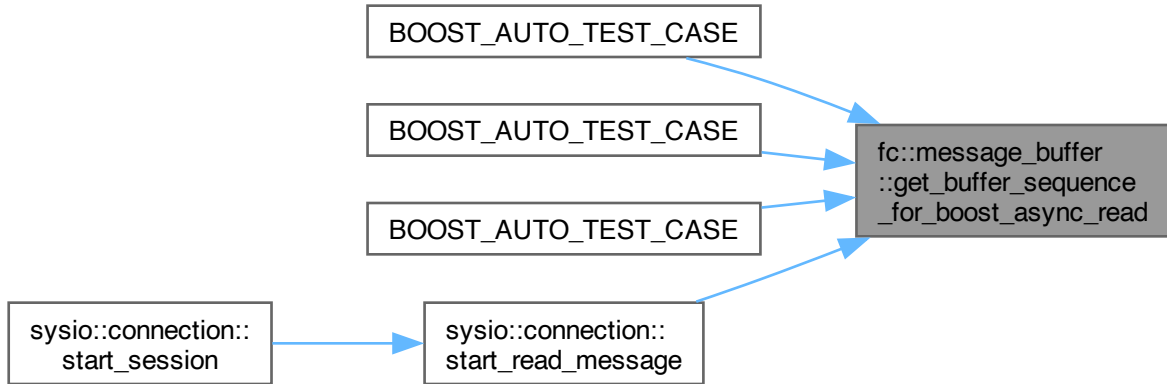 BOOST_AUTO_TEST_CASE
BOOST_AUTO_TEST_CASE
fc::message_buffer
::get_buffer_sequence
_for_boost_async_read
BOOST_AUTO_TEST_CASE
sysio::connection::
start_session
sysio::connection::
start_read_message